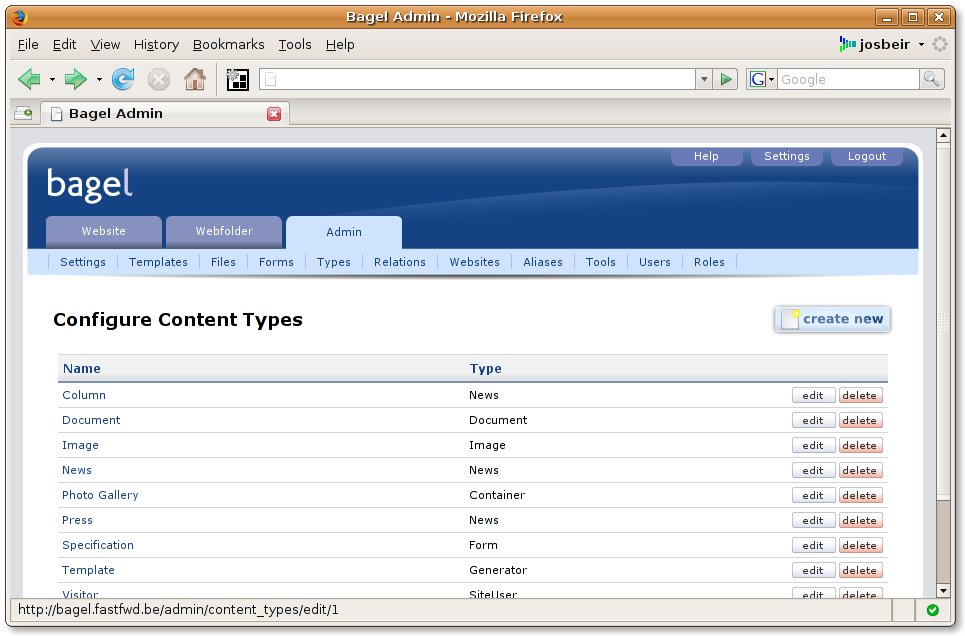 Bagel Admin - Mozilla Firefox
File Edit View History Bookmarks Tools Help josbeir
G Google
Bagel Admin
Help Settings Logout
bagel
Website Webfolder Admin
Settings Templates Files Forms Types Relations Websites Aliases Tools Users Roles
Configure Content Types create new
Name Type
Column News edit delete
Document Document edit delete
Image Image edit delete
News News edit delete
Photo Gallery Container edit delete
Press News edit delete
Specification Form edit delete
Template Generator edit delete
Visitor SiteUser edit delete
http://bagel.fastfwd.be/admin/content_types/edit/1